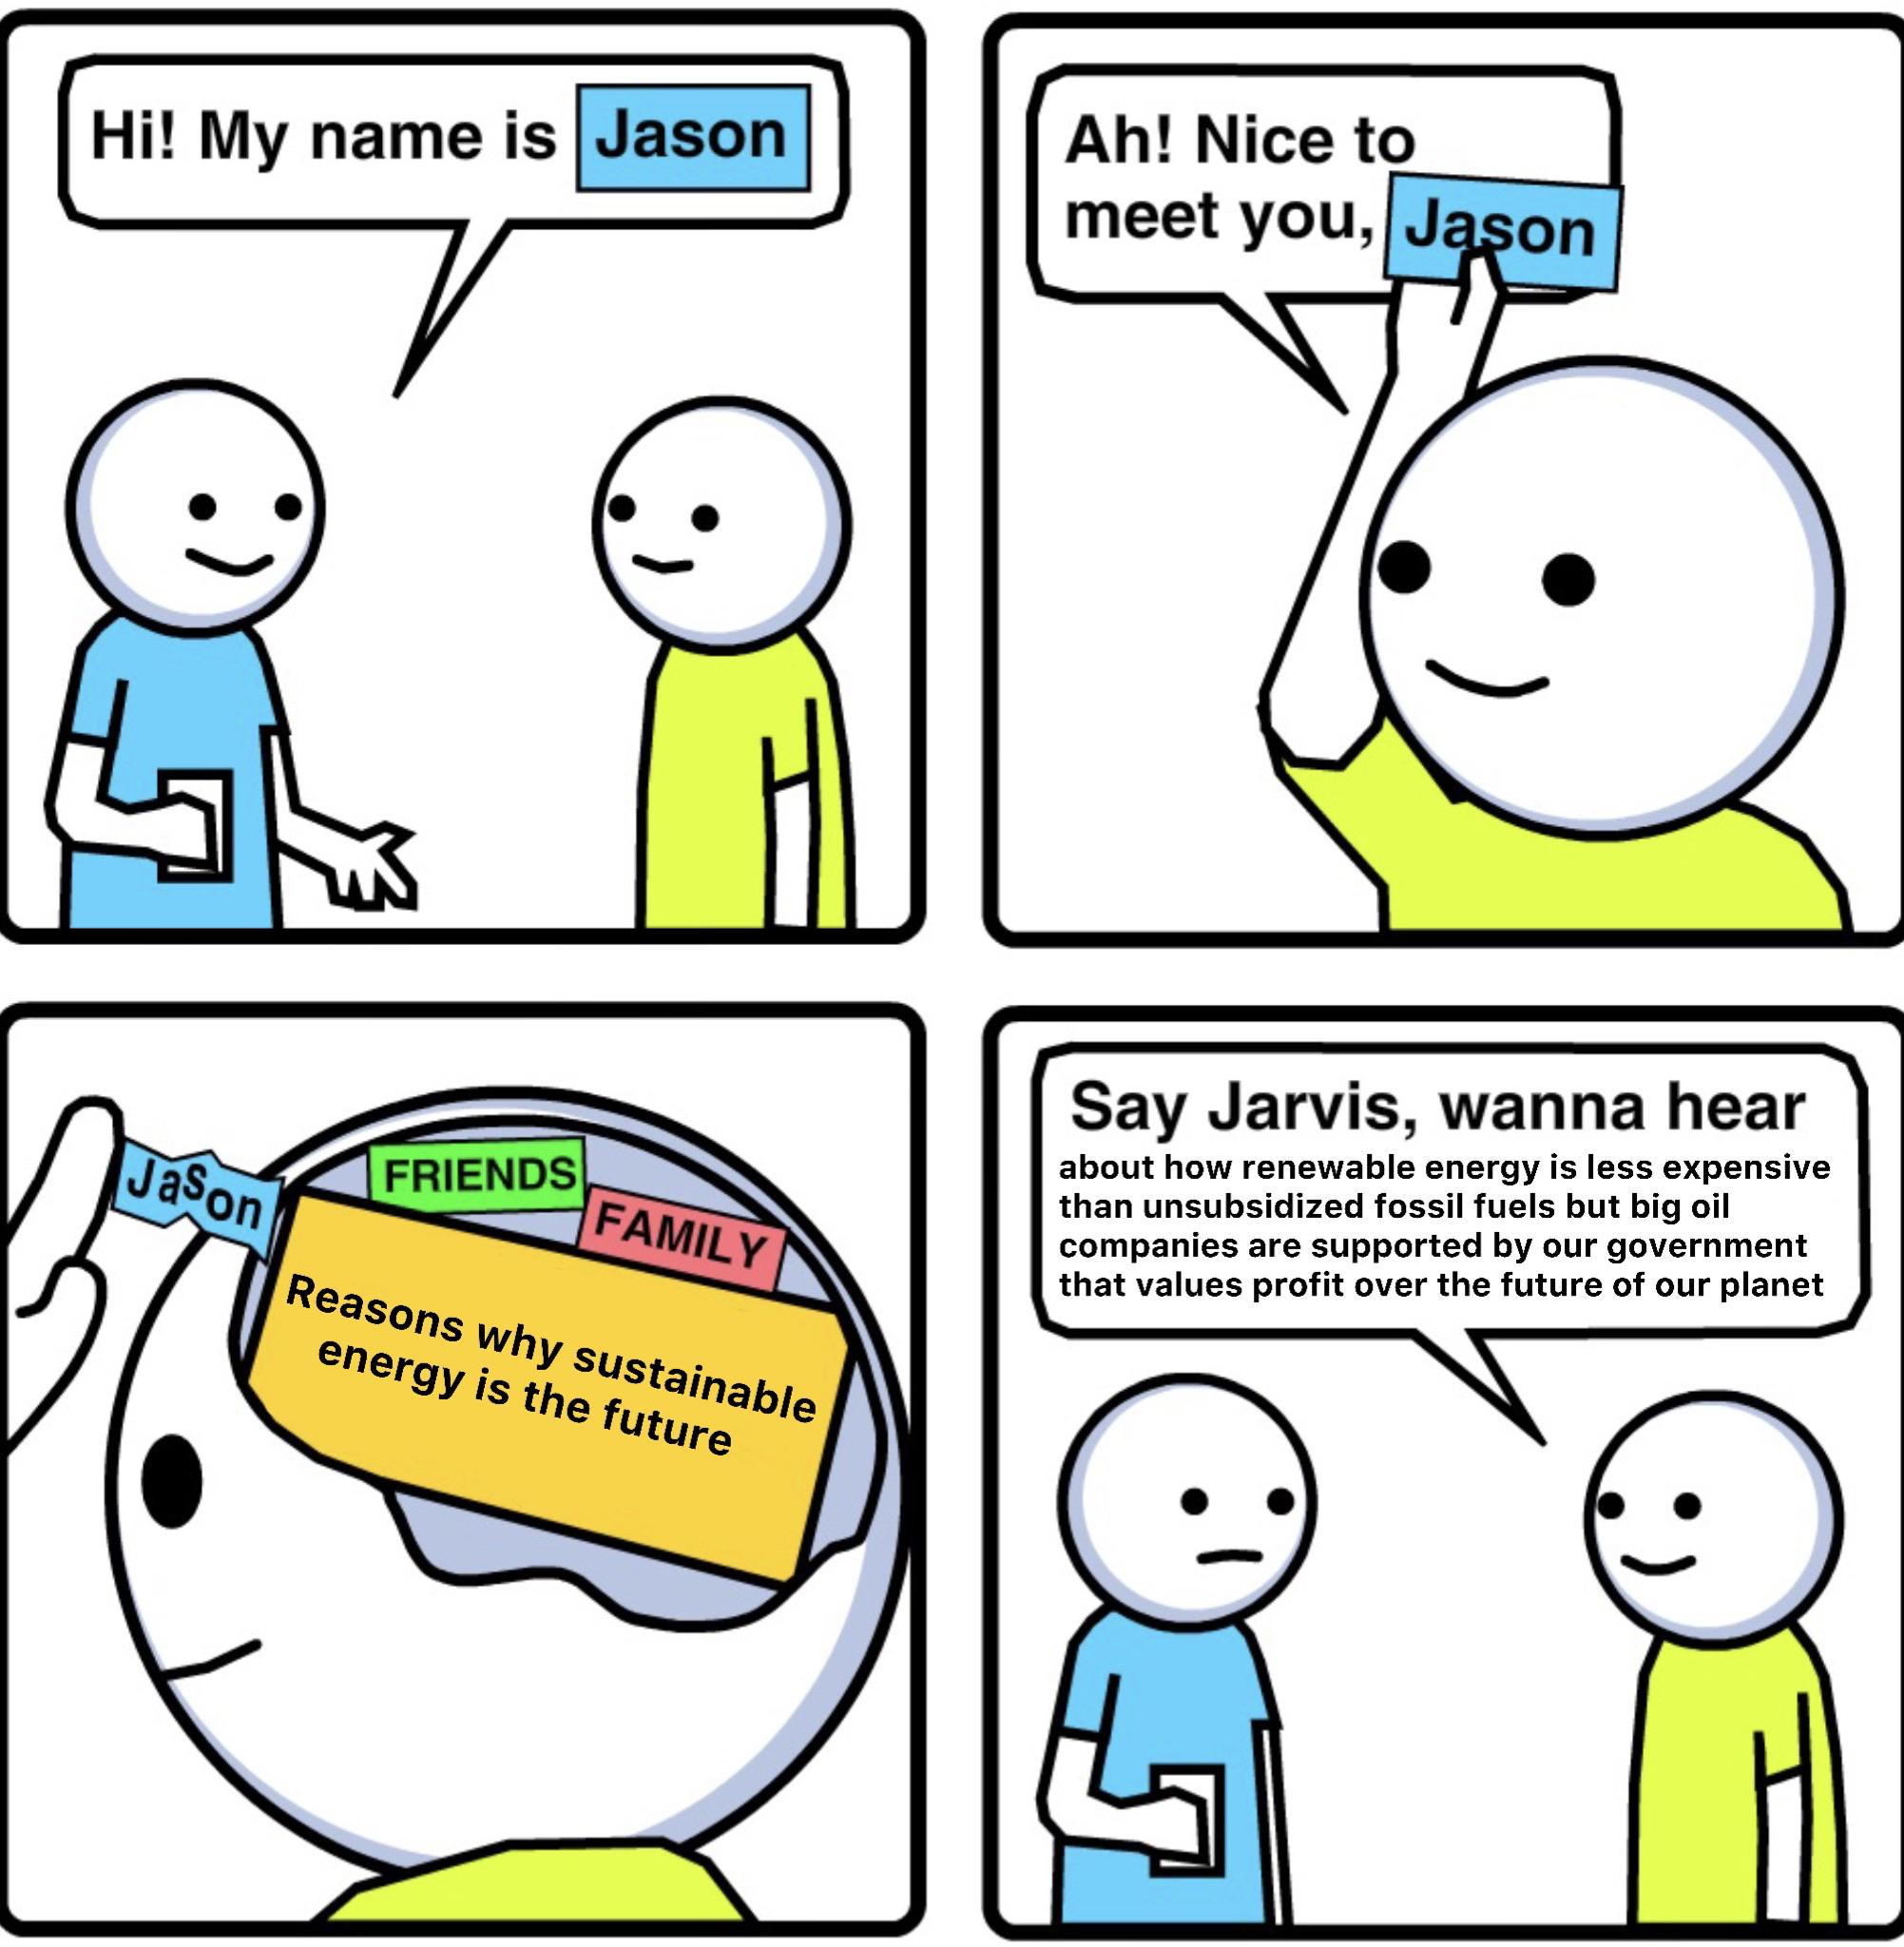 Hi! My name is Jason
Ah! Nice to
meet you, Jason
Jason
FRIENDS
FAMILY
Reasons why sustainable
energy is the future
Say Jarvis, wanna hear
about how renewable energy is less expensive
than unsubsidized fossil fuels but big oil
companies are supported by our government
that values profit over the future of our planet